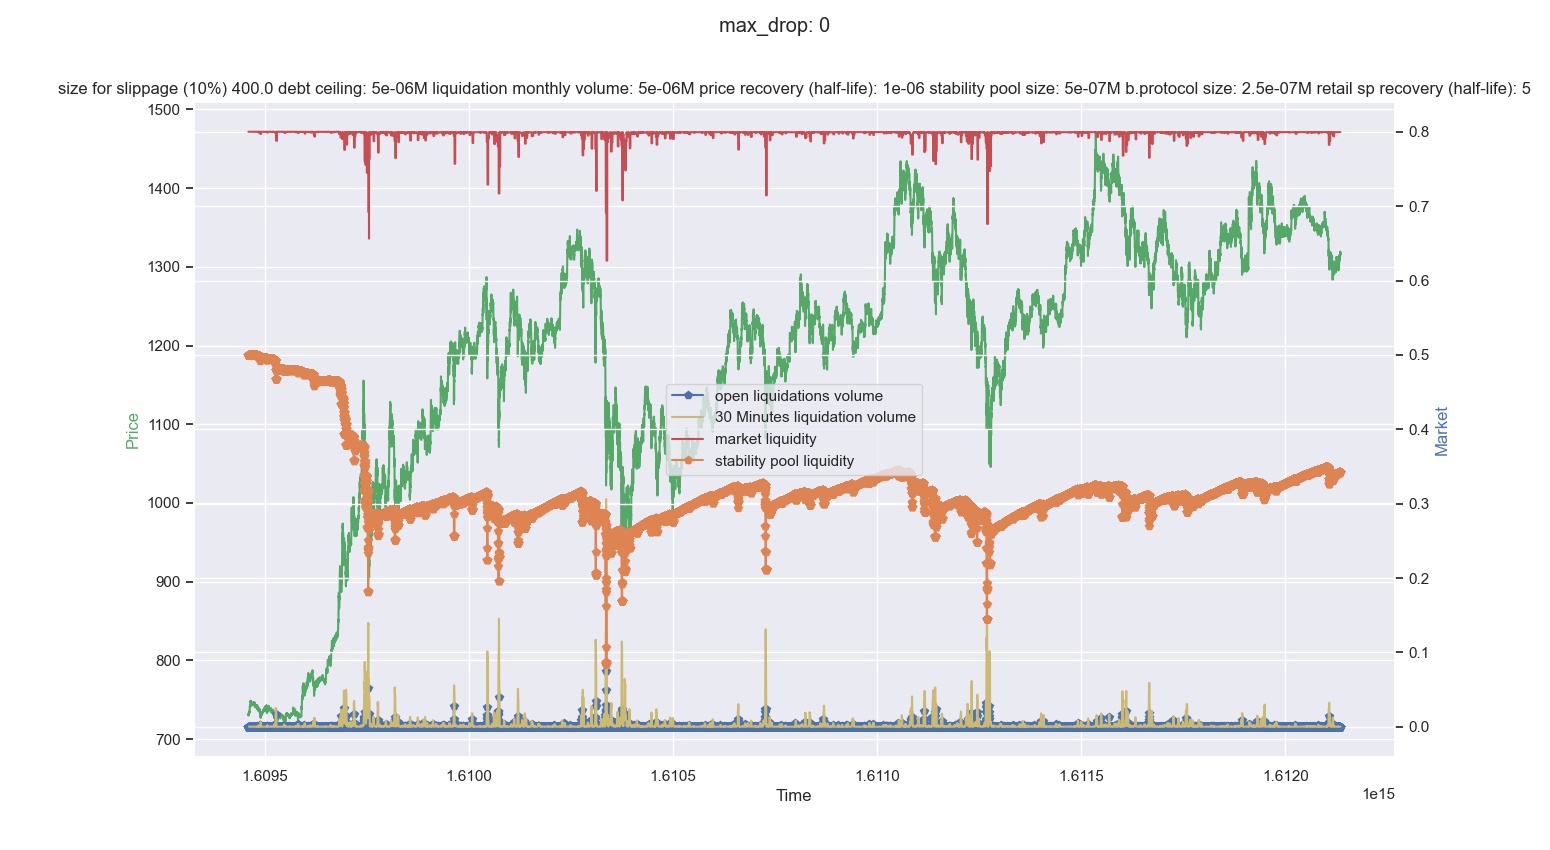 max_drop: 0
size for slippage (10%) 400.0 debt ceiling: 5e-06M liquidation monthly volume: 5e-06M price recovery (half-life): 1e-06 stability pool size: 5e-07M b.protocol size: 2.5e-07M retail sp recovery (half-life): 5
1500
1400
1300
1200
1100
1000
900
800
700
Price
0.8
0.7
0.6
0.5
0.4
0.3
0.2
0.1
0.0
Market
open liquidations volume
30 Minutes liquidation volume
market liquidity
stability pool liquidity
1.6095 1.6100 1.6105 1.6110 1.6115 1.6120
1e15
Time